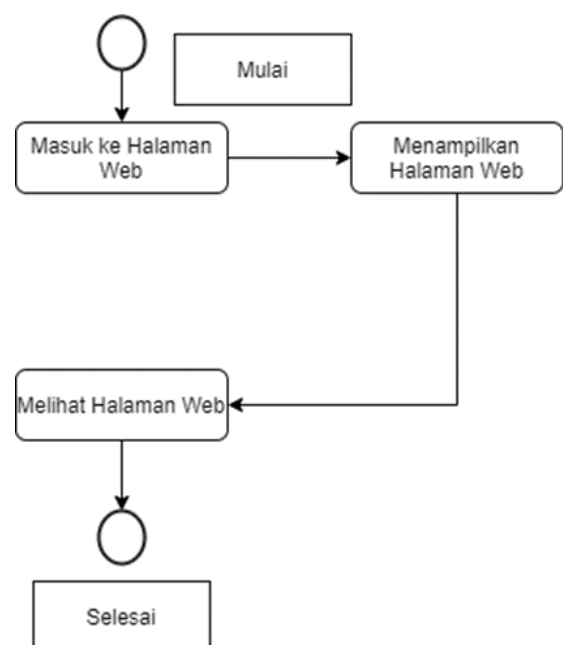 Mulai
Masuk ke Halaman
Web
Menampilkan
Halaman Web
Melihat Halaman Web
Selesai